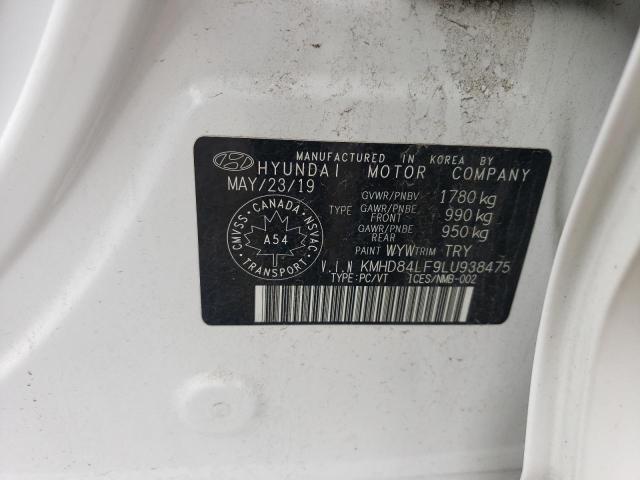 MANUFACTURED IN KOREA BY
HYUNDAI MOTOR COMPANY
MAY/23/19
GVWR/PNBV 1780 kg
TYPE GAWR/PNBE FRONT 990 kg
GAWR/PNBE REAR 950 kg
PAINT WYW TRIM TRY
CMVSS CANADA NSVAC
A54
TRANSPORT
V.I.N KMHD84LF9LU938475
TYPE:PC/VT ICES/NMB-002